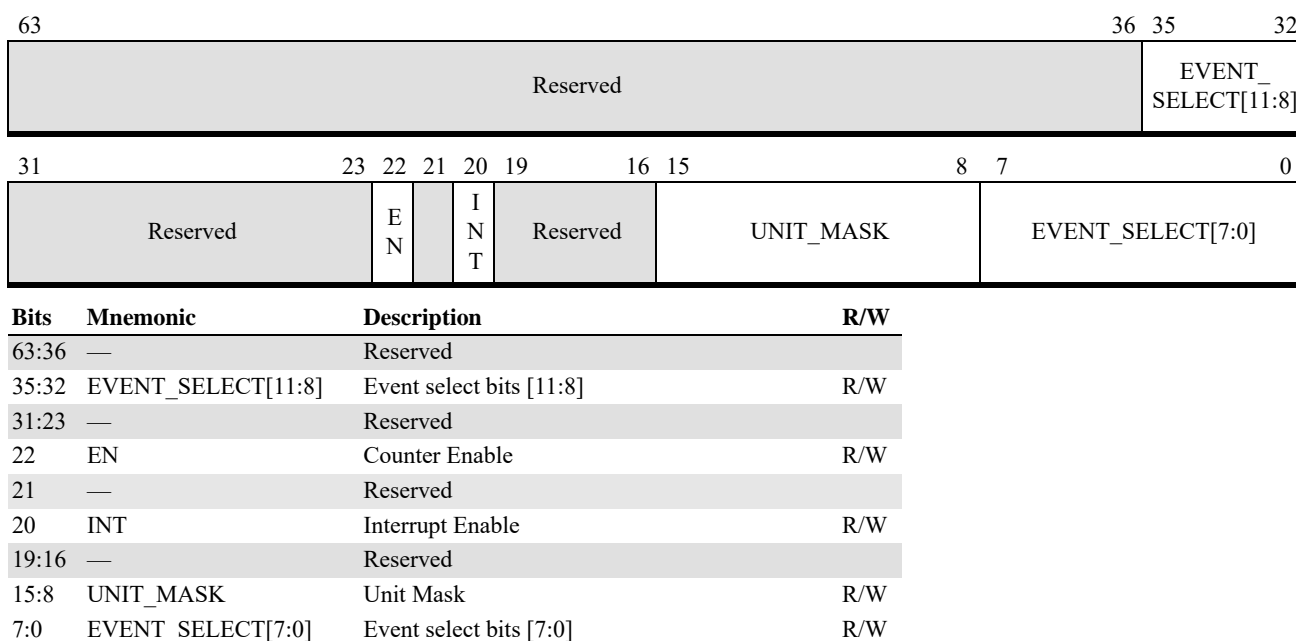 63 36 35 32
Reserved EVENT_
SELECT[11:8]
31 23 22 21 20 19 16 15 8 7 0
Reserved EN INT Reserved UNIT_MASK EVENT_SELECT[7:0]
Bits Mnemonic Description R/W
63:36 — Reserved
35:32 EVENT_SELECT[11:8] Event select bits [11:8] R/W
31:23 — Reserved
22 EN Counter Enable R/W
21 — Reserved
20 INT Interrupt Enable R/W
19:16 — Reserved
15:8 UNIT_MASK Unit Mask R/W
7:0 EVENT_SELECT[7:0] Event select bits [7:0] R/W